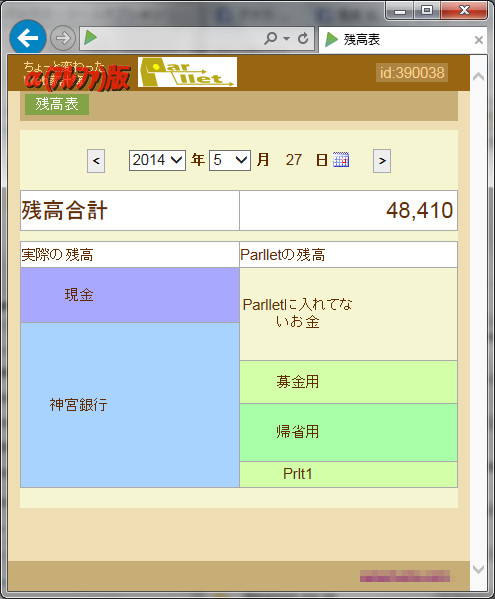 残高表
ちょっと変わった
α(アルファ)版
Parllet
id:390038
残高表
< 2014 年 5 月 27 日 >
残高合計 48,410
実際の残高 Parlletの残高
現金
Parlletに入れてな
いお金
募金用
神宮銀行
帰省用
Prlt1